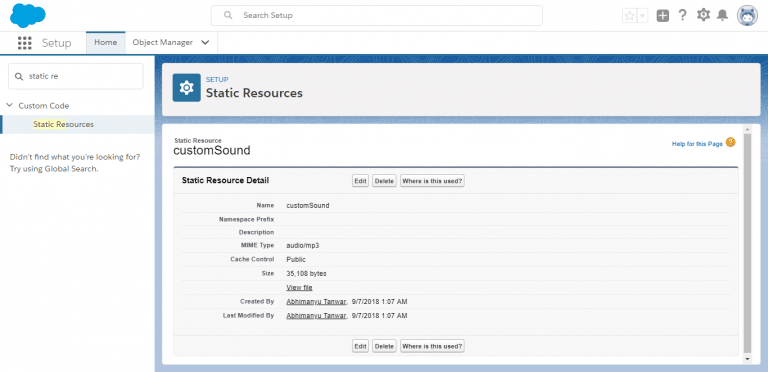 Search Setup
Setup
Home
Object Manager
static re
Custom Code
Static Resources
Didn't find what you're looking for?
Try using Global Search.
SETUP
Static Resources
Static Resource
customSound
Help for this Page
Static Resource Detail
Edit Delete Where is this used?
Name customSound
Namespace Prefix
Description
MIME Type audio/mp3
Cache Control Public
Size 35,108 bytes
View file
Created By Abhimanyu Tanwar, 9/7/2018 1:07 AM
Last Modified By Abhimanyu Tanwar, 9/7/2018 1:07 AM
Edit Delete Where is this used?